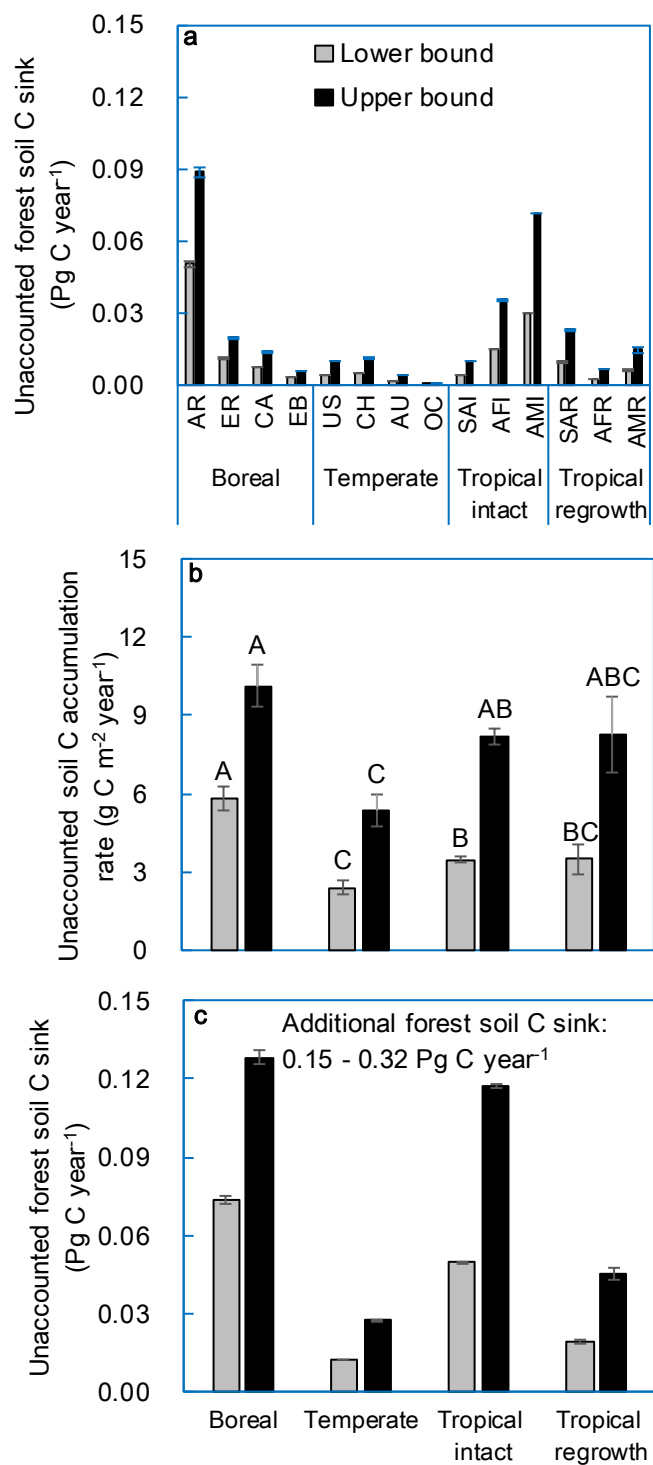 a
Lower bound
Upper bound
Unaccounted forest soil C sink
(Pg C year⁻¹)
0.15
0.12
0.09
0.06
0.03
0.00
AR ER CA EB US CH AU OC SAI AFI AMI SAR AFR AMR
Boreal Temperate Tropical intact Tropical regrowth
b
Unaccounted soil C accumulation
rate (g C m⁻² year⁻¹)
15
12
9
6
3
0
A A C C B AB BC ABC
c
Additional forest soil C sink:
0.15 - 0.32 Pg C year⁻¹
Unaccounted forest soil C sink
(Pg C year⁻¹)
0.15
0.12
0.09
0.06
0.03
0.00
Boreal Temperate Tropical intact Tropical regrowth